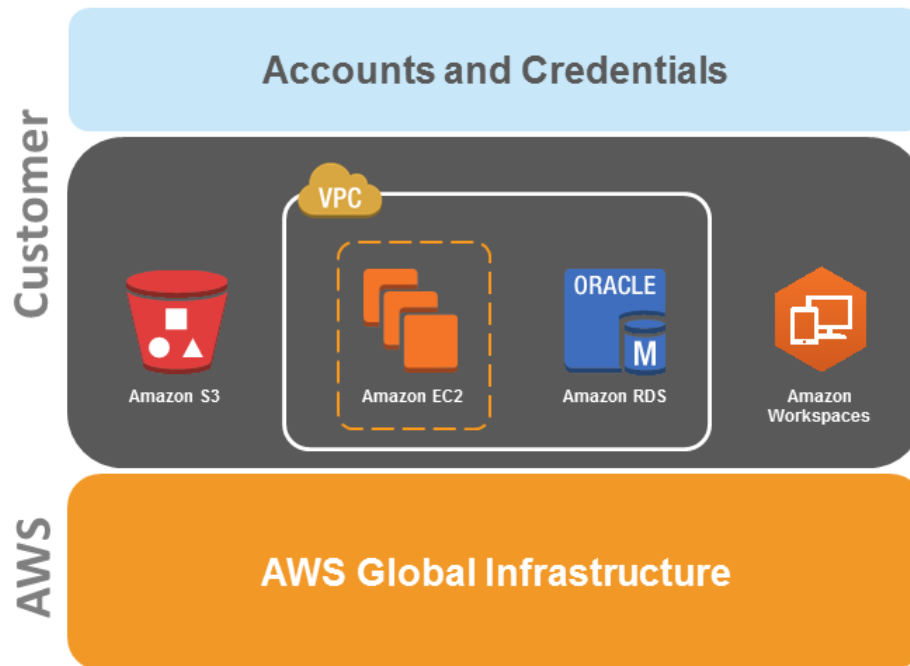 Customer
Accounts and Credentials
VPC
ORACLE
M
Amazon S3
Amazon EC2
Amazon RDS
Amazon
Workspaces
AWS
AWS Global Infrastructure